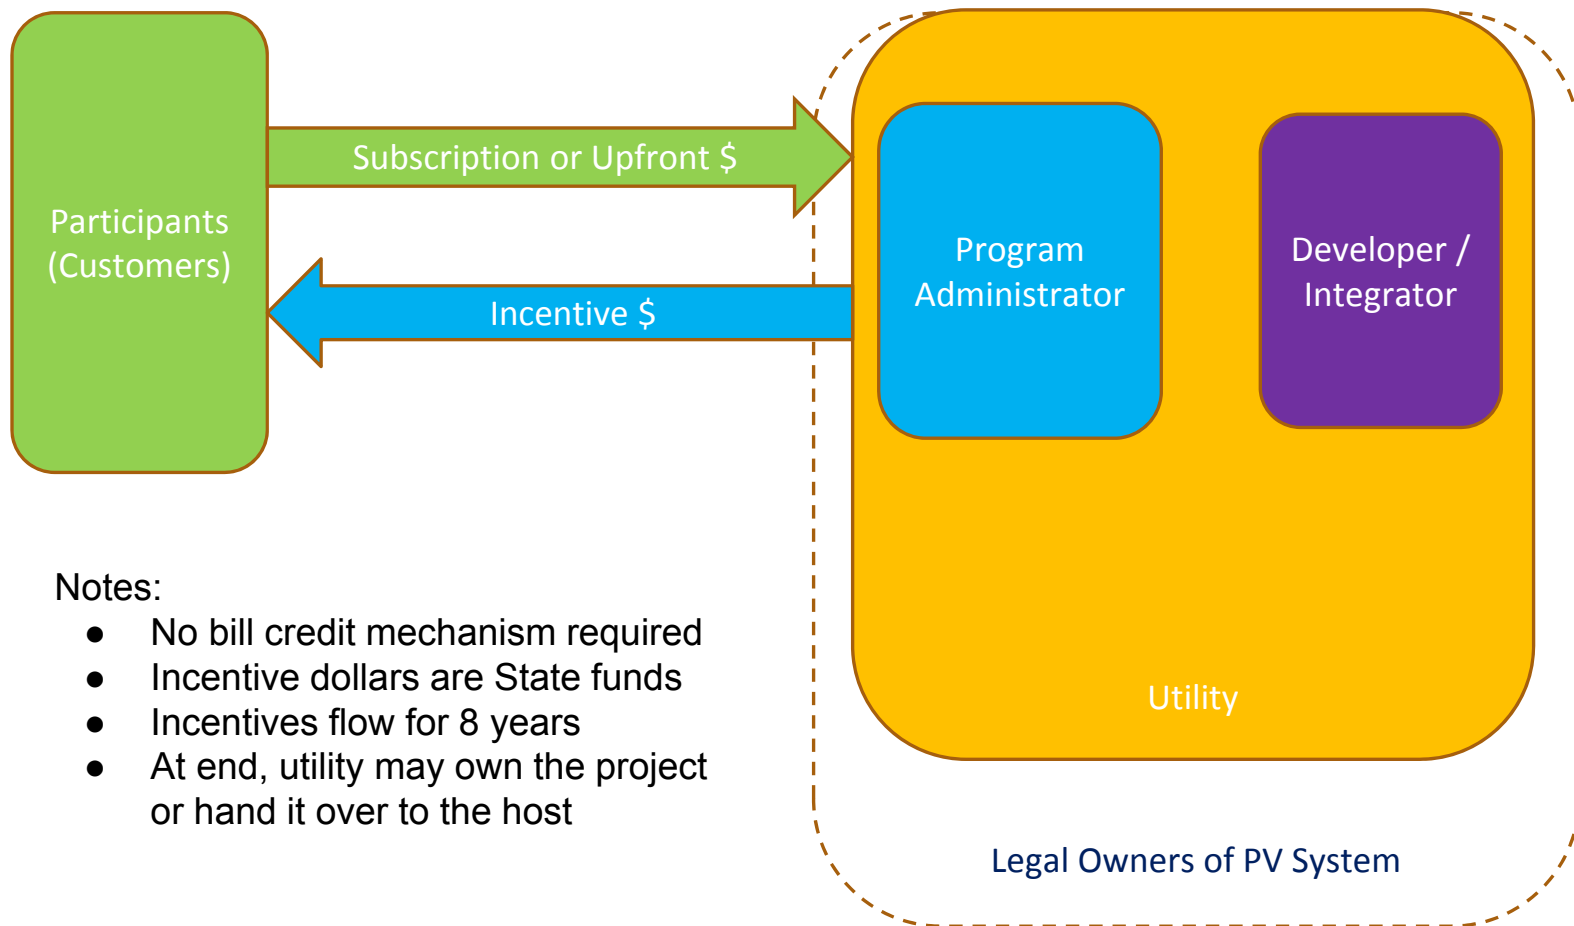 Participants
(Customers)
Subscription or Upfront $
Incentive $
Program
Administrator
Developer /
Integrator
Utility
Legal Owners of PV System
Notes:
● No bill credit mechanism required
● Incentive dollars are State funds
● Incentives flow for 8 years
● At end, utility may own the project
or hand it over to the host